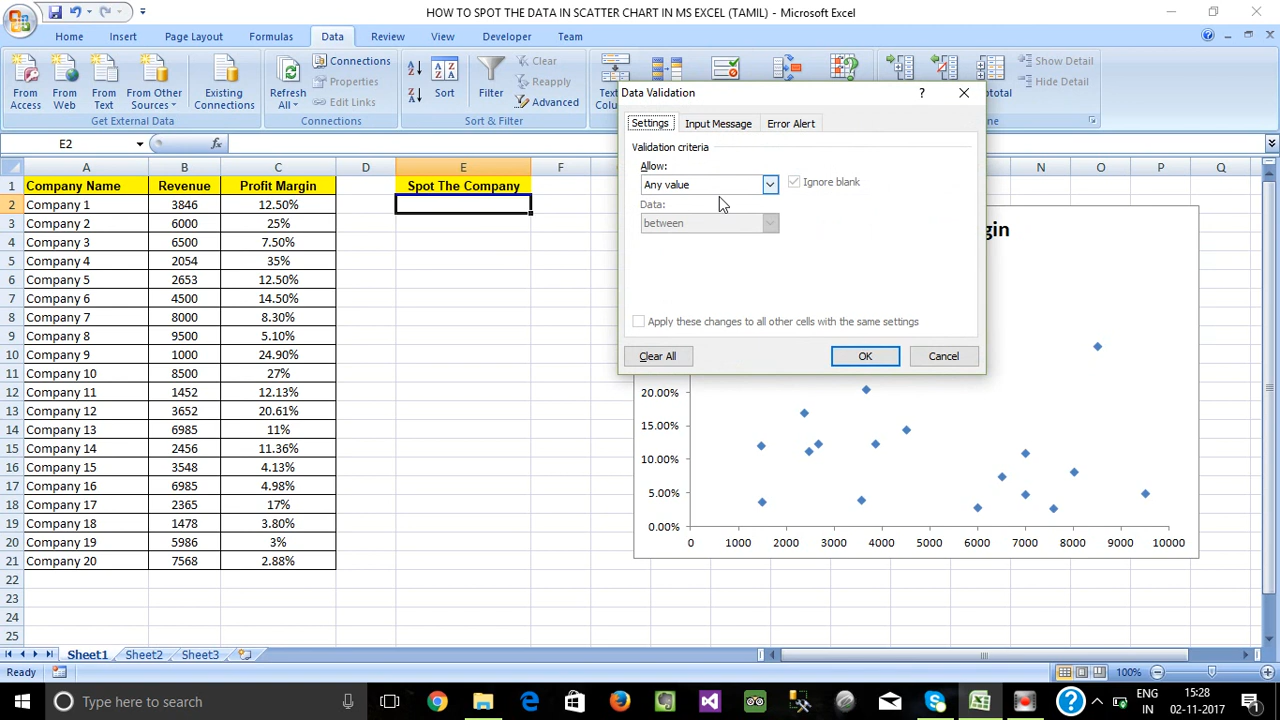 HOW TO SPOT THE DATA IN SCATTER CHART IN MS EXCEL (TAMIL) - Microsoft Excel
Home Insert Page Layout Formulas Data Review View Developer Team
From Access
From Web
From Text
From Other Sources
Existing Connections
Get External Data
Refresh All
Connections
Properties
Edit Links
Connections
Sort
Filter
Clear
Reapply
Advanced
Sort & Filter
Show Detail
Hide Detail
Data Validation
Settings Input Message Error Alert
Validation criteria
Allow:
Any value
Ignore blank
Data:
between
Apply these changes to all other cells with the same settings
Clear All OK Cancel
E2
A B C D E F N O P Q
1 Company Name Revenue Profit Margin Spot The Company
2 Company 1 3846 12.50%
3 Company 2 6000 25%
4 Company 3 6500 7.50%
5 Company 4 2054 35%
6 Company 5 2653 12.50%
7 Company 6 4500 14.50%
8 Company 7 8000 8.30%
9 Company 8 9500 5.10%
10 Company 9 1000 24.90%
11 Company 10 8500 27%
12 Company 11 1452 12.13%
13 Company 12 3652 20.61%
14 Company 13 6985 11%
15 Company 14 2456 11.36%
16 Company 15 3548 4.13%
17 Company 16 6985 4.98%
18 Company 17 2365 17%
19 Company 18 1478 3.80%
20 Company 19 5986 3%
21 Company 20 7568 2.88%
22
23
24
25
20.00%
15.00%
10.00%
5.00%
0.00%
0 1000 2000 3000 4000 5000 6000 7000 8000 9000 10000
Sheet1 Sheet2 Sheet3
Ready
100%
Type here to search
ENG
IN
15:28
02-11-2017